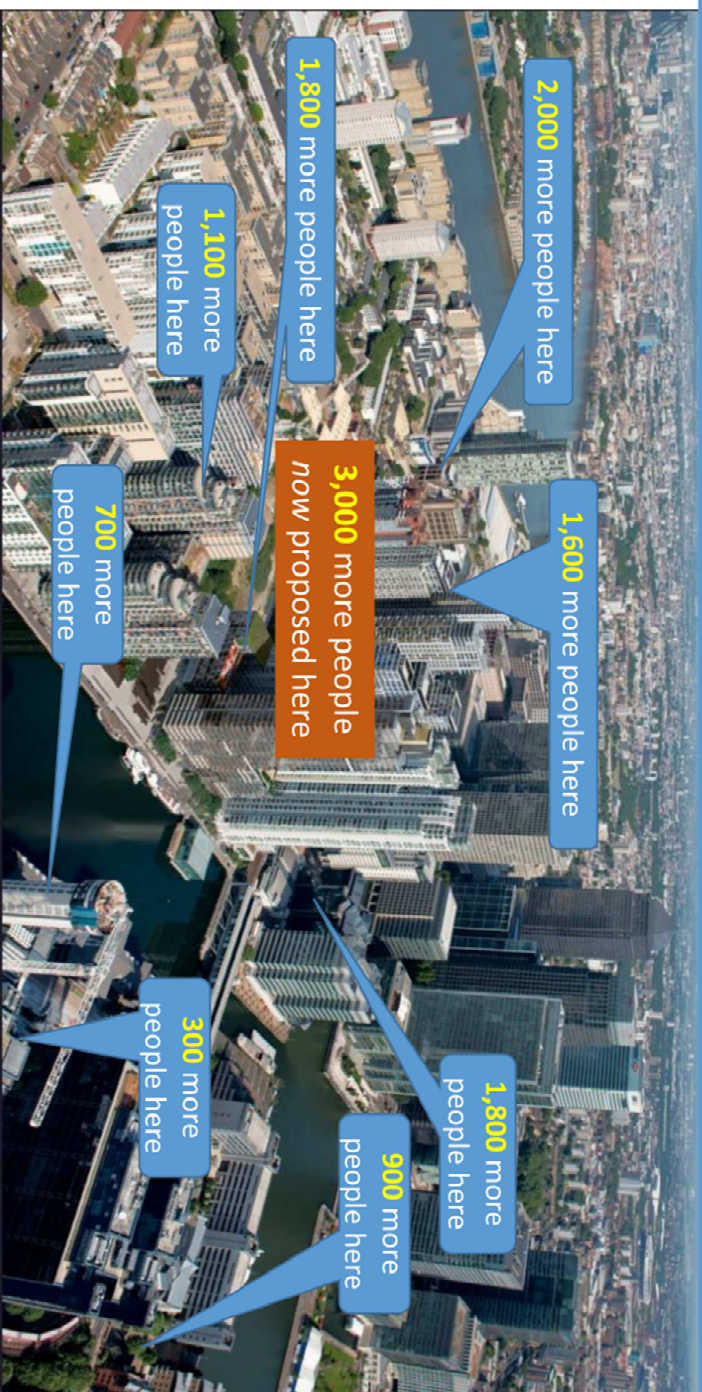 2,000 more people here
1,600 more people here
1,800 more people here
3,000 more people
now proposed here
1,100 more
people here
1,800 more
people here
900 more
people here
700 more
people here
300 more
people here